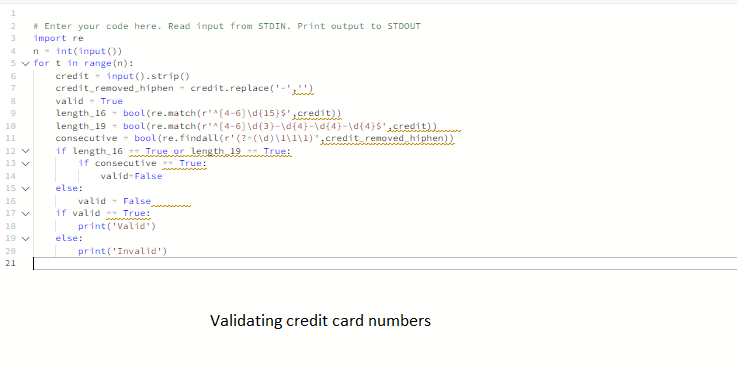 1
2 # Enter your code here. Read input from STDIN. Print output to STDOUT
3 import re
4 n = int(input())
5 for t in range(n):
6 credit = input().strip()
7 credit_removed_hiphen = credit.replace('-','')
8 valid = True
9 length_16 = bool(re.match(r'^[4-6]\d{15}$',credit))
10 length_19 = bool(re.match(r'^[4-6]\d{3}-\d{4}-\d{4}-\d{4}$',credit))
11 consecutive = bool(re.findall(r'(?=(\d)\1\1\1)',credit_removed_hiphen))
12 if length_16 == True or length_19 == True:
13 if consecutive == True:
14 valid=False
15 else:
16 valid = False
17 if valid == True:
18 print('Valid')
19 else:
20 print('Invalid')
21
Validating credit card numbers